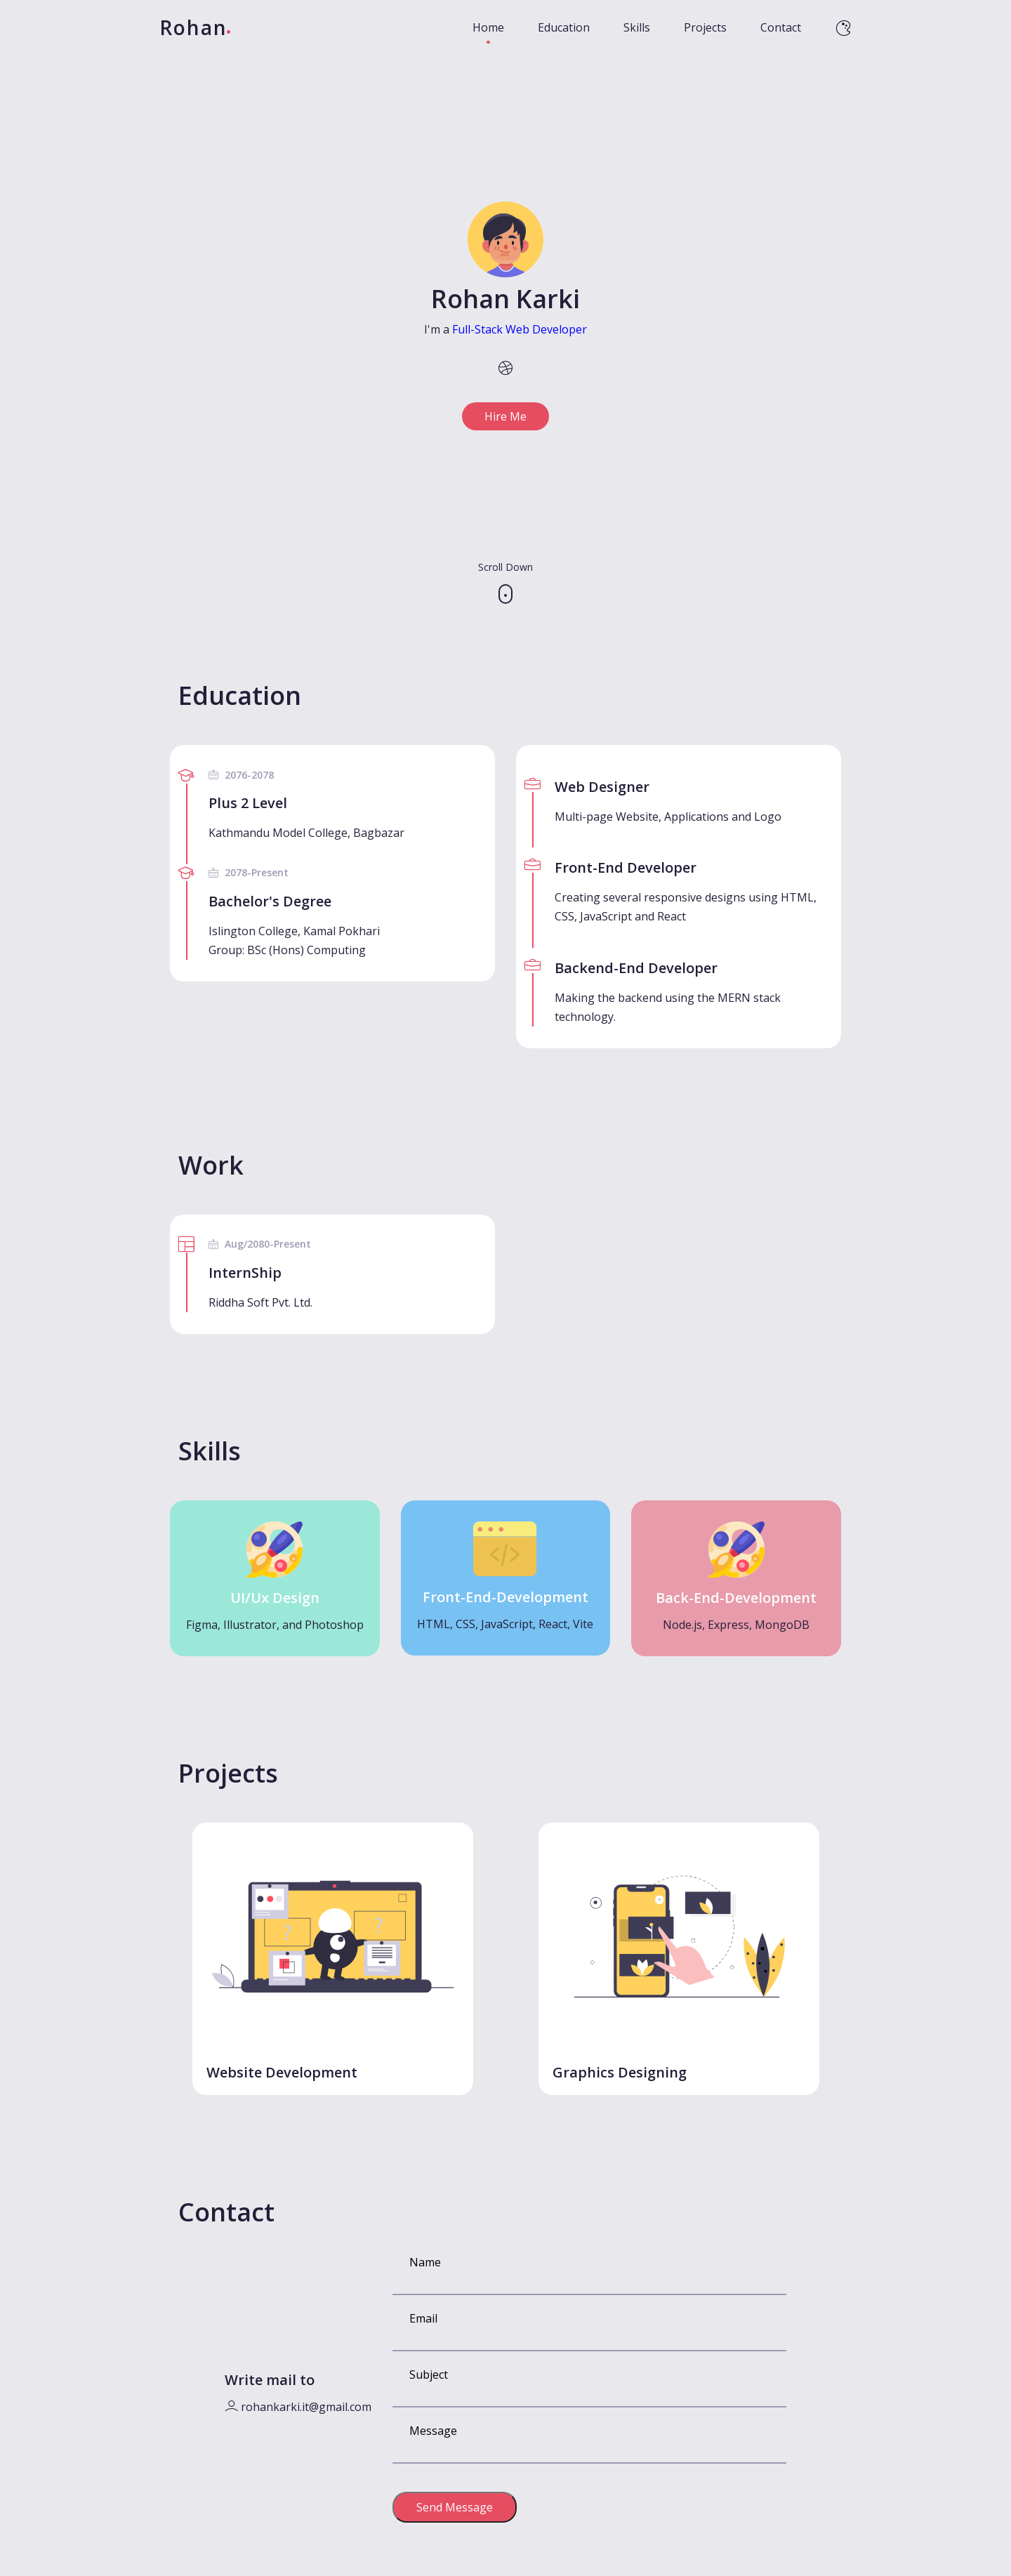 Rohan.
Home
Education
Skills
Projects
Contact
Rohan Karki
I'm a Full-Stack Web Developer
Hire Me
Scroll Down
Education
2076-2078
Plus 2 Level
Kathmandu Model College, Bagbazar
2078-Present
Bachelor's Degree
Islington College, Kamal Pokhari
Group: BSc (Hons) Computing
Web Designer
Multi-page Website, Applications and Logo
Front-End Developer
Creating several responsive designs using HTML,
CSS, JavaScript and React
Backend-End Developer
Making the backend using the MERN stack
technology.
Work
Aug/2080-Present
InternShip
Riddha Soft Pvt. Ltd.
Skills
UI/Ux Design
Figma, Illustrator, and Photoshop
Front-End-Development
HTML, CSS, JavaScript, React, Vite
Back-End-Development
Node.js, Express, MongoDB
Projects
Website Development
Graphics Designing
Contact
Write mail to
rohankarki.it@gmail.com
Name
Email
Subject
Message
Send Message